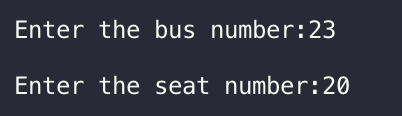 Enter the bus number:23
Enter the seat number:20